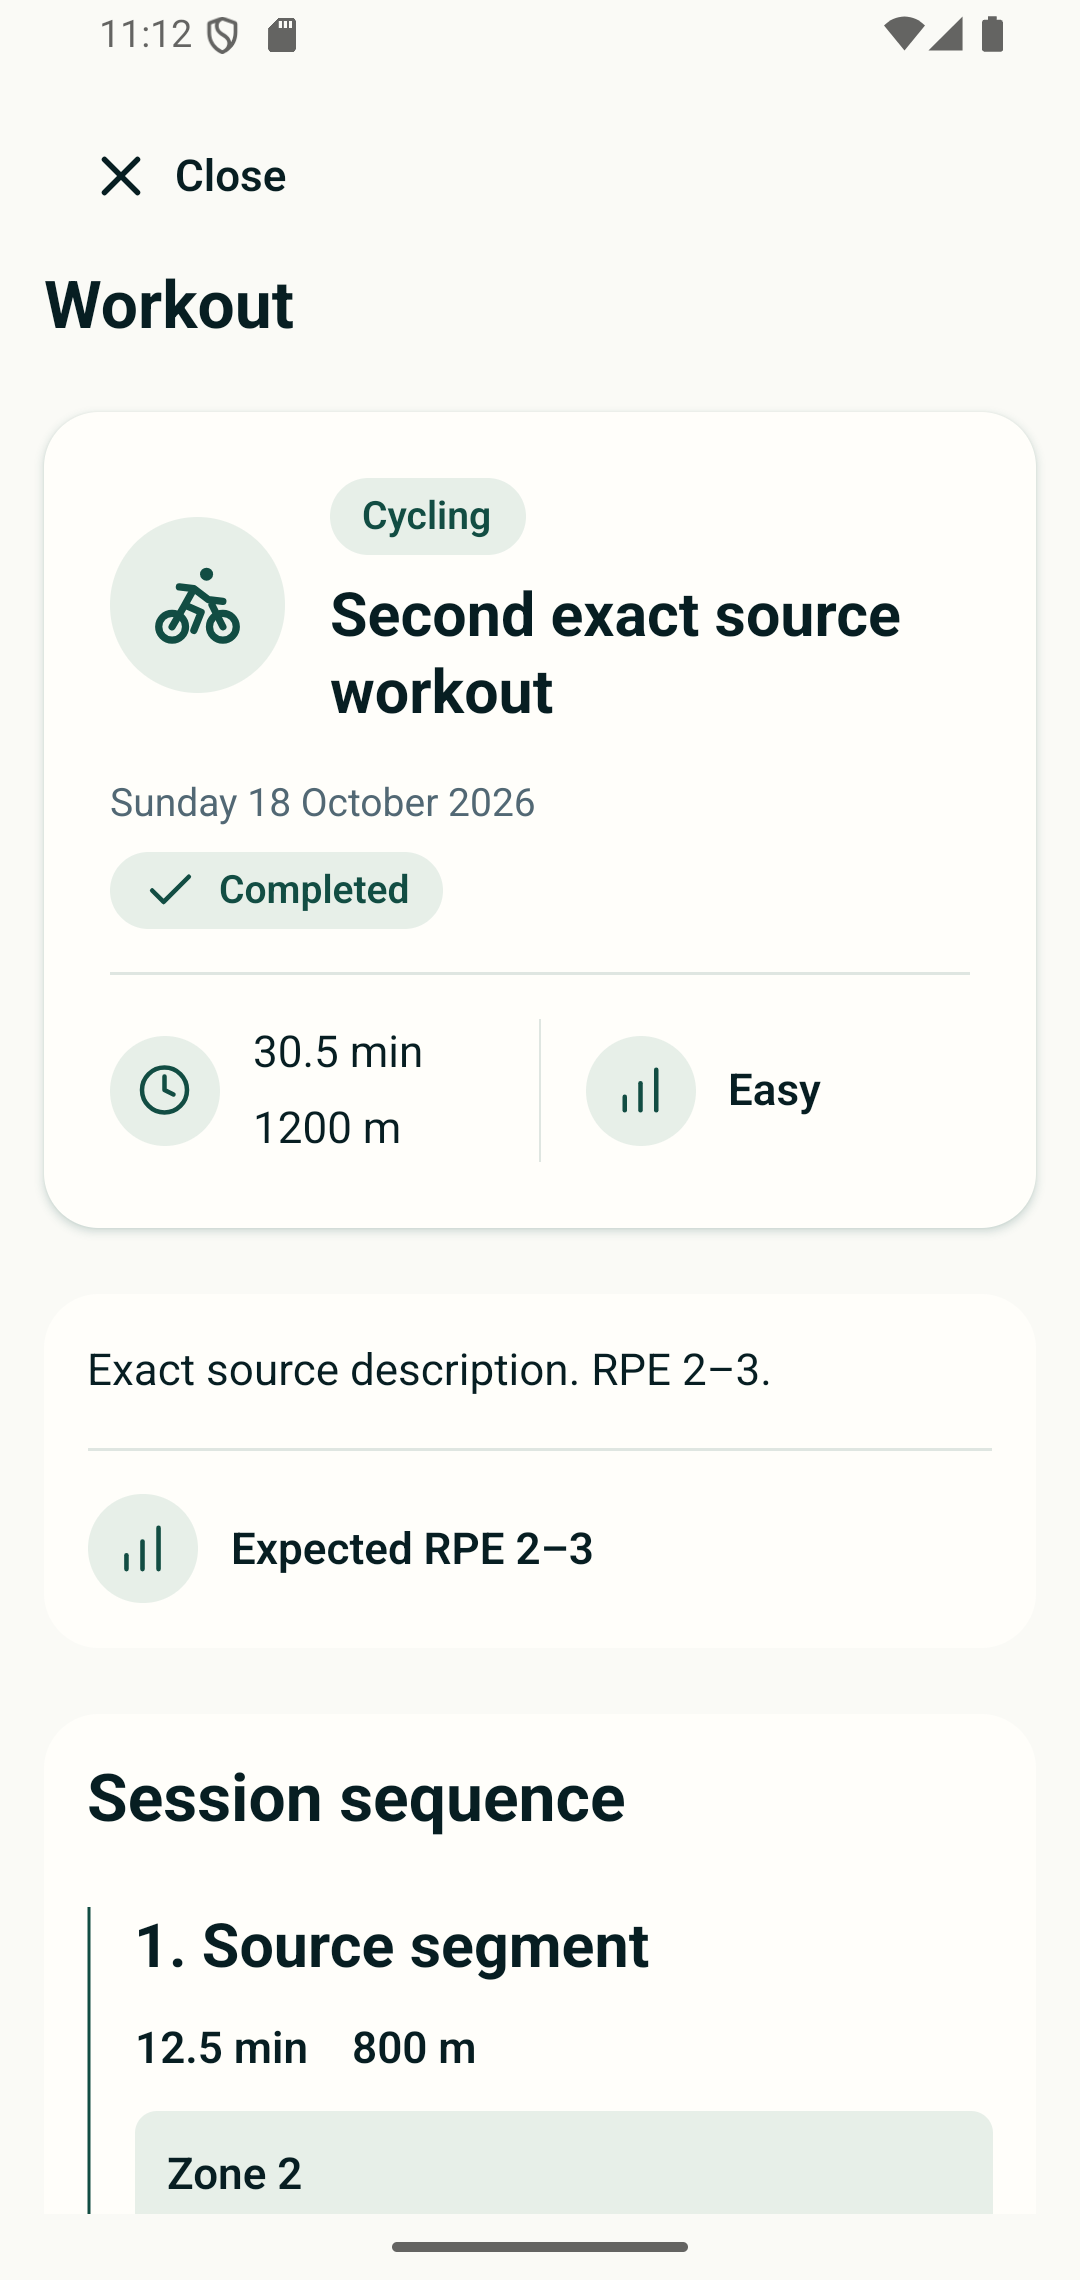 11:12
Close
Workout
Cycling
Second exact source
workout
Sunday 18 October 2026
Completed
30.5 min
1200 m
Easy
Exact source description. RPE 2–3.
Expected RPE 2–3
Session sequence
1. Source segment
12.5 min 800 m
Zone 2